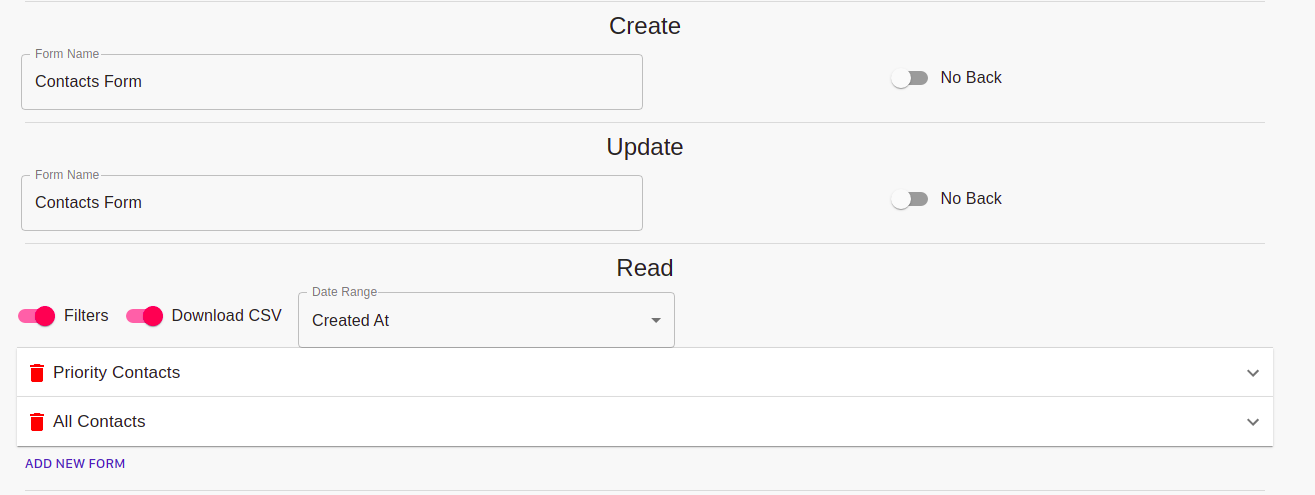 Create
Form Name
Contacts Form
No Back
Update
Form Name
Contacts Form
No Back
Read
Filters
Download CSV
Date Range
Created At
Priority Contacts
All Contacts
ADD NEW FORM